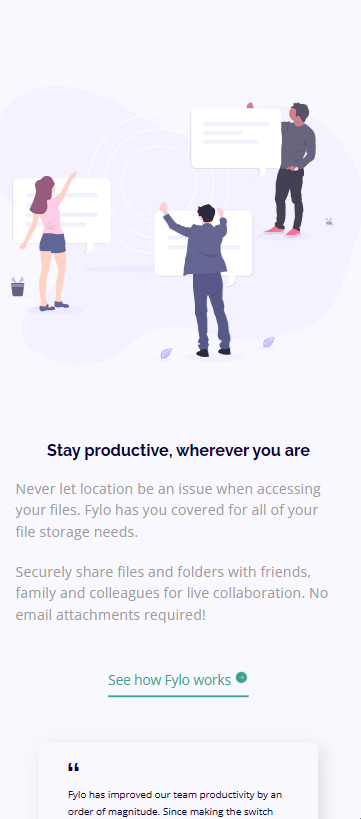 Stay productive, wherever you are
Never let location be an issue when accessing
your files. Fylo has you covered for all of your
file storage needs.
Securely share files and folders with friends,
family and colleagues for live collaboration. No
email attachments required!
See how Fylo works
“
Fylo has improved our team productivity by an
order of magnitude. Since making the switch